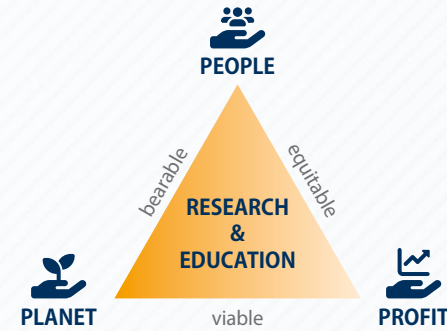 PEOPLE
bearable
equitable
RESEARCH
&
EDUCATION
PLANET
viable
PROFIT